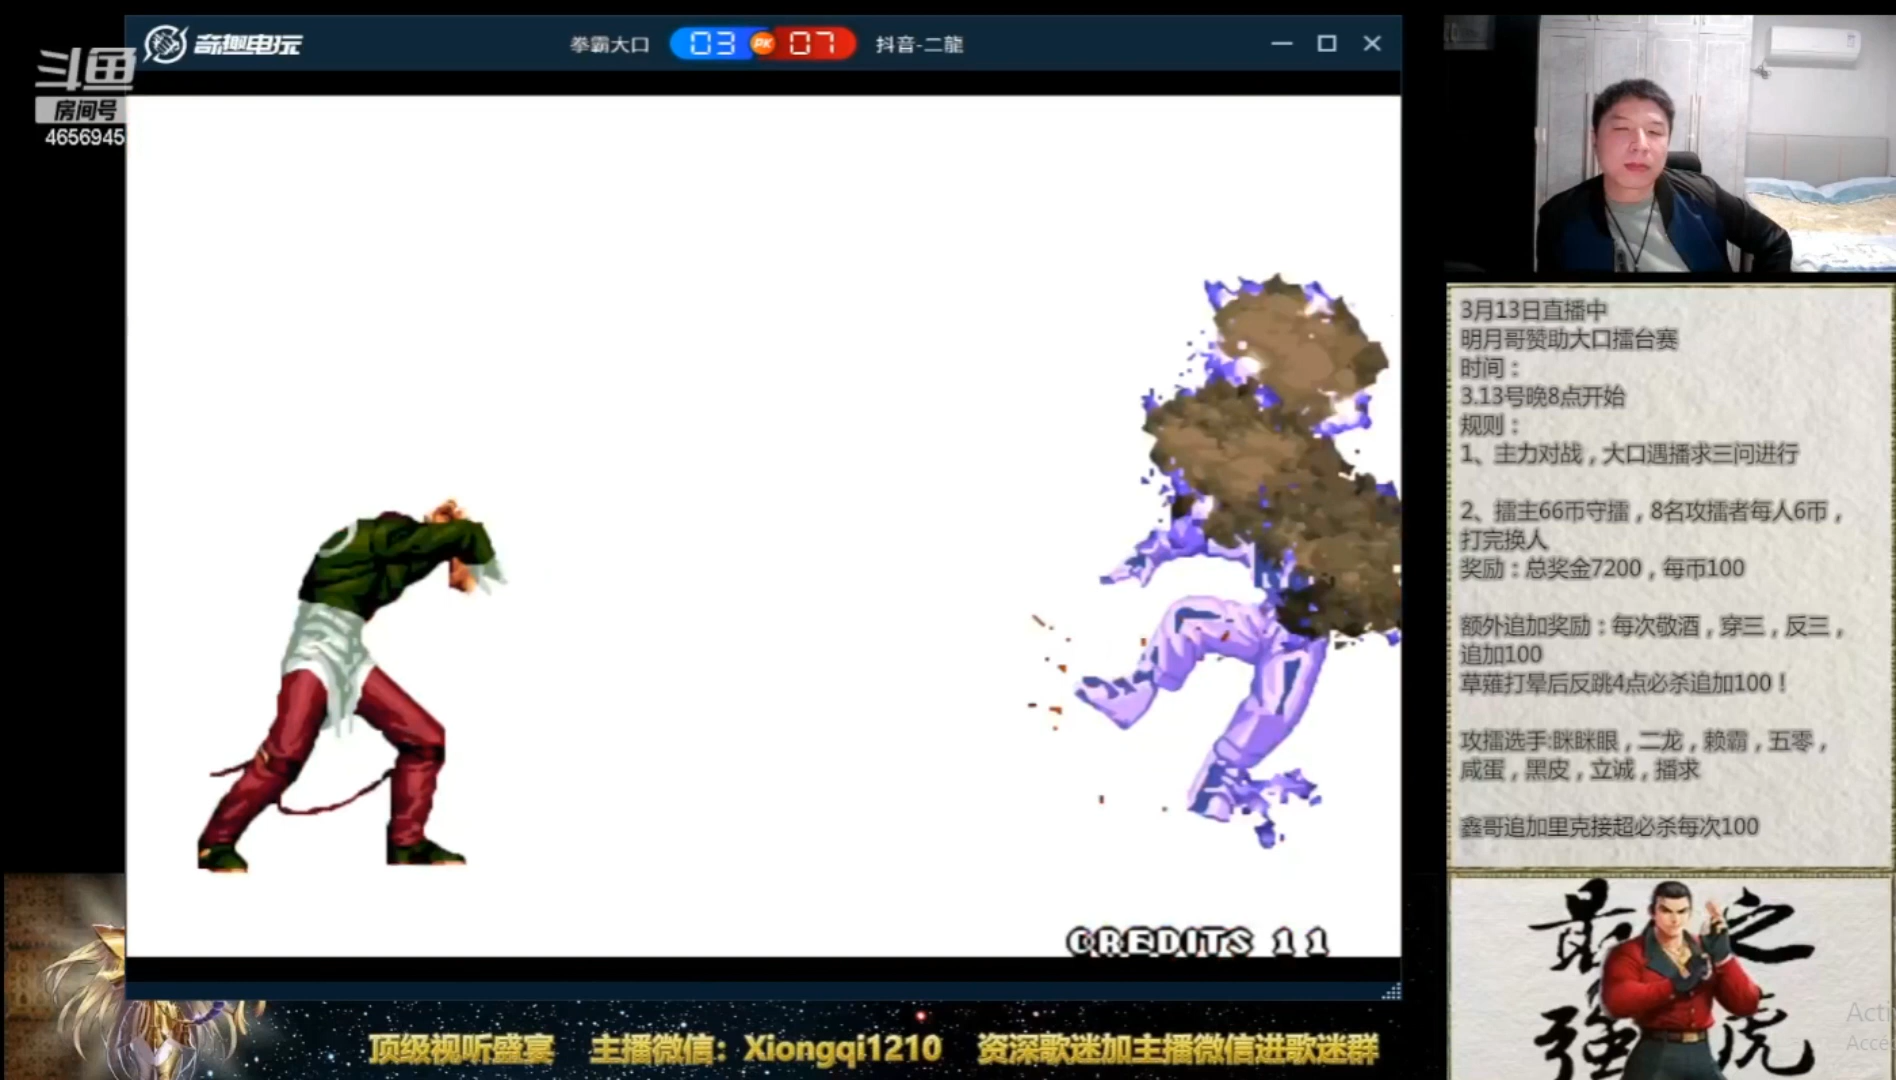 斗鱼
房间号
4656945
奇趣电玩
拳霸大口 03 PK 07 抖音-二龍
CREDITS 11
3月13日直播中
明月哥赞助大口擂台赛
时间：
3.13号晚8点开始
规则：
1、主力对战，大口遇播求三问进行
2、擂主66币守擂，8名攻擂者每人6币，
打完换人
奖励：总奖金7200，每币100
额外追加奖励：每次敬酒，穿三，反三，
追加100
草薙打晕后反跳4点必杀追加100！
攻擂选手:眯眯眼，二龙，赖霸，五零，
咸蛋，黑皮，立诚，播求
鑫哥追加里克接超必杀每次100
最之
强虎
Acti
Accé
顶级视听盛宴 主播微信：Xiongqi1210 资深歌迷加主播微信进歌迷群